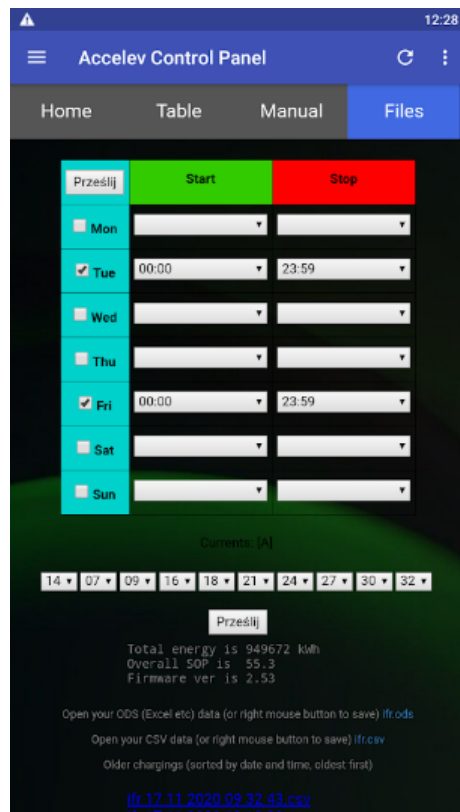 12:28
Accelev Control Panel
Home Table Manual Files
Prześlij Start Stop
Mon
Tue 00:00 23:59
Wed
Thu
Fri 00:00 23:59
Sat
Sun
Currents: [A]
14 07 09 16 18 21 24 27 30 32
Prześlij
Total energy is 949672 kWh
Overall SOP is 55.3
Firmware ver is 2.53
Open your ODS (Excel etc) data (or right mouse button to save) ifr.ods
Open your CSV data (or right mouse button to save) ifr.csv
Older chargings (sorted by date and time, oldest first)
ifr 17 11 2020 09 32 43.csv